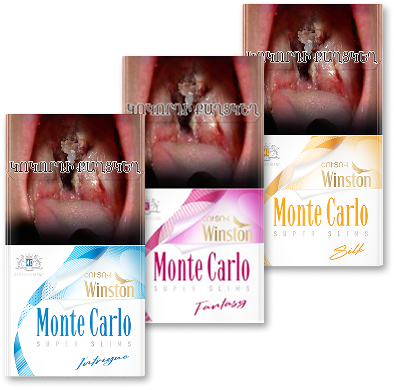 ԿՈԿՈՐԴԻ ՔԱՂՑԿԵՂ
Winston
Monte Carlo
SUPER SLIMS
Intrigue
ԿՈԿՈՐԴԻ ՔԱՂՑԿԵՂ
Winston
Monte Carlo
SUPER SLIMS
Fantasy
ԿՈԿՈՐԴԻ ՔԱՂՑԿԵՂ
Winston
Monte Carlo
SUPER SLIMS
Silk